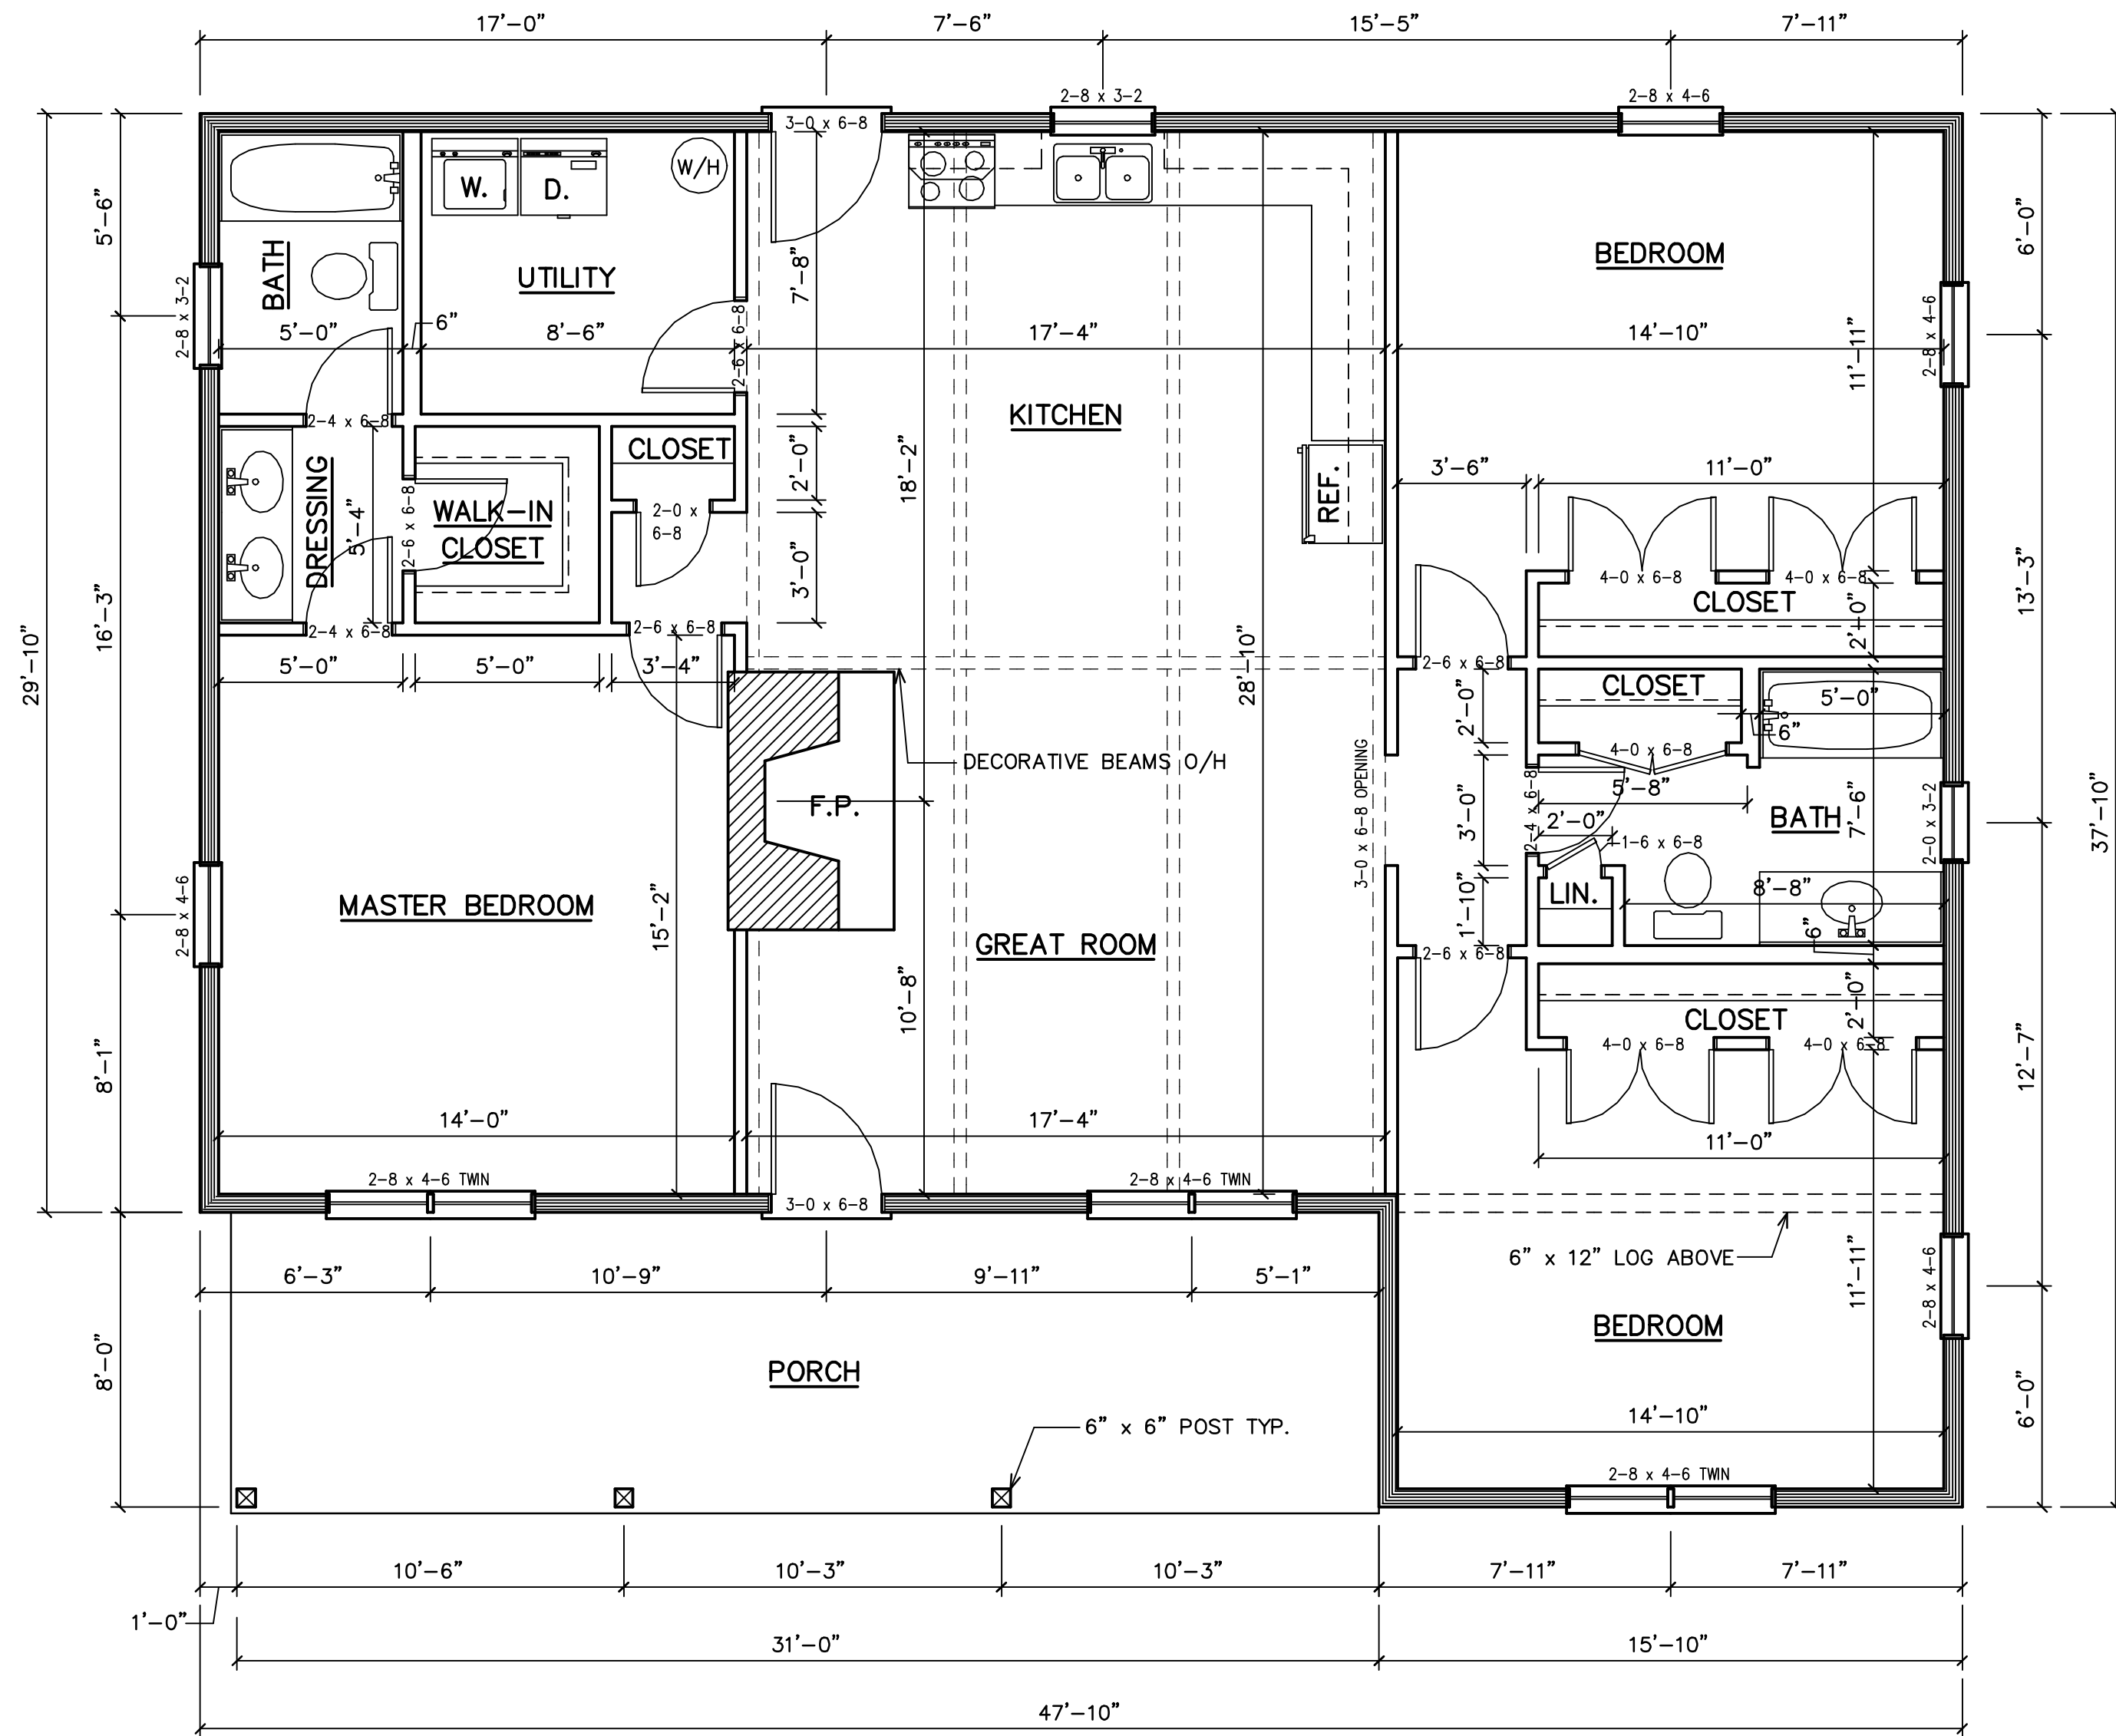 17'-0"
7'-6"
15'-5"
7'-11"
2-8 x 3-2
2-8 x 4-6
3-0 x 6-8
W.
D.
W/H
5'-6"
6'-0"
BATH
UTILITY
7'-8"
BEDROOM
2-8 x 3-2
5'-0"
6"
8'-6"
2-6 x 6-8
17'-4"
14'-10"
11'-11"
2-8 x 4-6
KITCHEN
2-4 x 6-8
CLOSET
2'-0"
18'-2"
3'-6"
11'-0"
REF.
DRESSING
5'-4"
2-6 x 6-8
WALK-IN
CLOSET
2-0 x
6-8
3'-0"
13'-3"
16'-3"
29'-10"
4-0 x 6-8
4-0 x 6-8
CLOSET
2'-0"
2-4 x 6-8
2-6 x 6-8
5'-0"
5'-0"
3'-4"
28'-10"
2-6 x 6-8
CLOSET
2'-0"
5'-0"
6"
4-0 x 6-8
DECORATIVE BEAMS O/H
3-0 x 6-8 OPENING
F.P.
3'-0"
2-4 x 6-8
5'-8"
2'-0"
1-6 x 6-8
BATH
7'-6"
2-0 x 3-2
37'-10"
MASTER BEDROOM
2-8 x 4-6
15'-2"
1'-10"
LIN.
8'-8"
6"
GREAT ROOM
2-6 x 6-8
10'-8"
2'-0"
CLOSET
4-0 x 6-8
4-0 x 6-8
8'-1"
12'-7"
14'-0"
17'-4"
11'-0"
2-8 x 4-6 TWIN
3-0 x 6-8
2-8 x 4-6 TWIN
6" x 12" LOG ABOVE
11'-11"
2-8 x 4-6
6'-3"
10'-9"
9'-11"
5'-1"
BEDROOM
8'-0"
PORCH
6'-0"
6" x 6" POST TYP.
14'-10"
2-8 x 4-6 TWIN
10'-6"
10'-3"
10'-3"
7'-11"
7'-11"
1'-0"
31'-0"
15'-10"
47'-10"